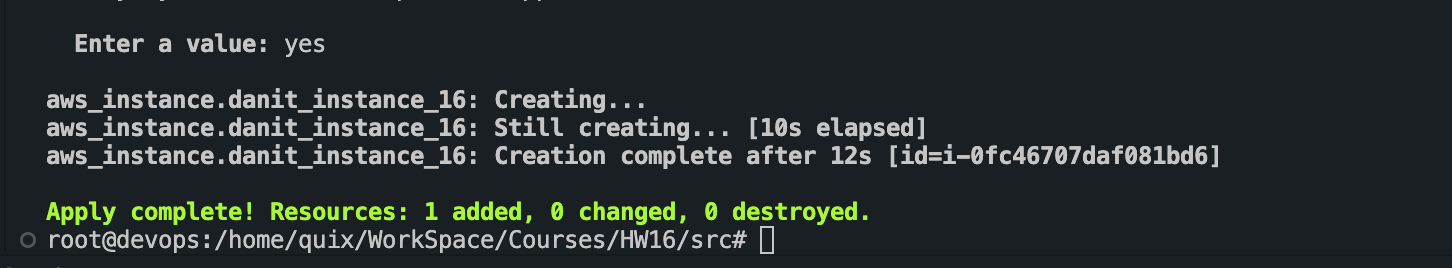 Enter a value: yes
aws_instance.danit_instance_16: Creating...
aws_instance.danit_instance_16: Still creating... [10s elapsed]
aws_instance.danit_instance_16: Creation complete after 12s [id=i-0fc46707daf081bd6]
Apply complete! Resources: 1 added, 0 changed, 0 destroyed.
root@devops:/home/quix/WorkSpace/Courses/HW16/src#